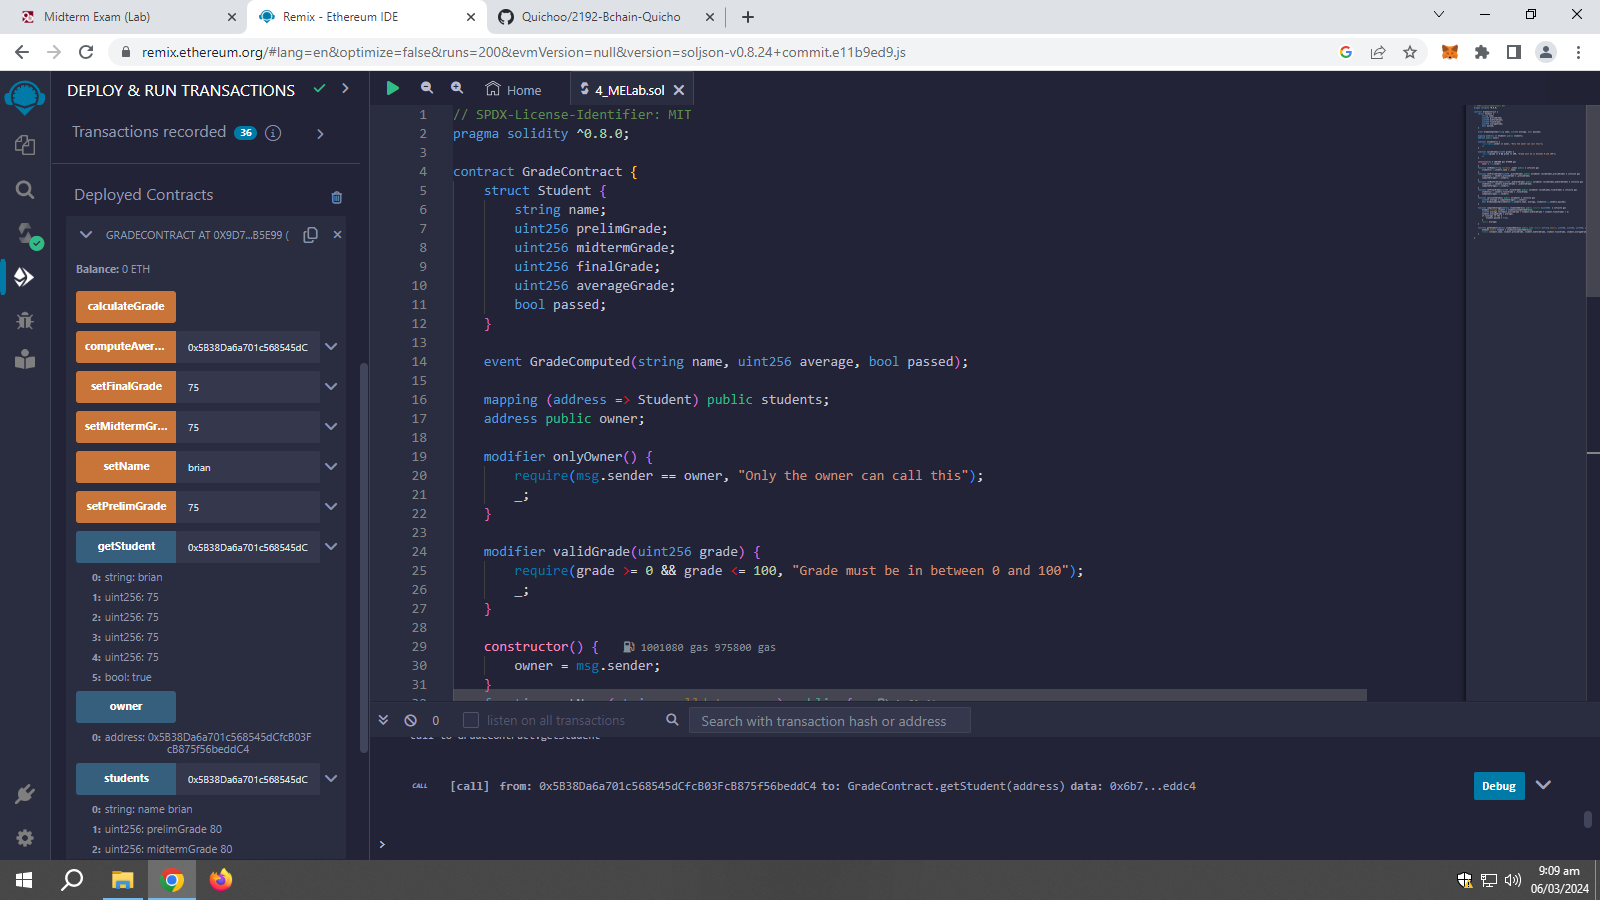 Midterm Exam (Lab)
Remix - Ethereum IDE
Quichoo/2192-Bchain-Quicho
remix.ethereum.org/#lang=en&optimize=false&runs=200&evmVersion=null&version=soljson-v0.8.24+commit.e11b9ed9.js
DEPLOY & RUN TRANSACTIONS
Transactions recorded 36
Deployed Contracts
GRADECONTRACT AT 0X9D7...B5E99 (
Balance: 0 ETH
calculateGrade
computeAver... 0x5B38Da6a701c568545dC
setFinalGrade 75
setMidtermGr... 75
setName brian
setPrelimGrade 75
getStudent 0x5B38Da6a701c568545dC
0: string: brian
1: uint256: 75
2: uint256: 75
3: uint256: 75
4: uint256: 75
5: bool: true
owner
0: address: 0x5B38Da6a701c568545dCfcB03F
cB875f56beddC4
students 0x5B38Da6a701c568545dC
0: string: name brian
1: uint256: prelimGrade 80
2: uint256: midtermGrade 80
Home
4_MELab.sol
1 // SPDX-License-Identifier: MIT
2 pragma solidity ^0.8.0;
3
4 contract GradeContract {
5 struct Student {
6 string name;
7 uint256 prelimGrade;
8 uint256 midtermGrade;
9 uint256 finalGrade;
10 uint256 averageGrade;
11 bool passed;
12 }
13
14 event GradeComputed(string name, uint256 average, bool passed);
15
16 mapping (address => Student) public students;
17 address public owner;
18
19 modifier onlyOwner() {
20 require(msg.sender == owner, "Only the owner can call this");
21 _;
22 }
23
24 modifier validGrade(uint256 grade) {
25 require(grade >= 0 && grade <= 100, "Grade must be in between 0 and 100");
26 _;
27 }
28
29 constructor() { 1001080 gas 975800 gas
30 owner = msg.sender;
31 }
0
listen on all transactions
Search with transaction hash or address
call to GradeContract.getStudent
CALL [call] from: 0x5B38Da6a701c568545dCfcB03FcB875f56beddC4 to: GradeContract.getStudent(address) data: 0x6b7...eddc4
Debug
>
9:09 am
06/03/2024